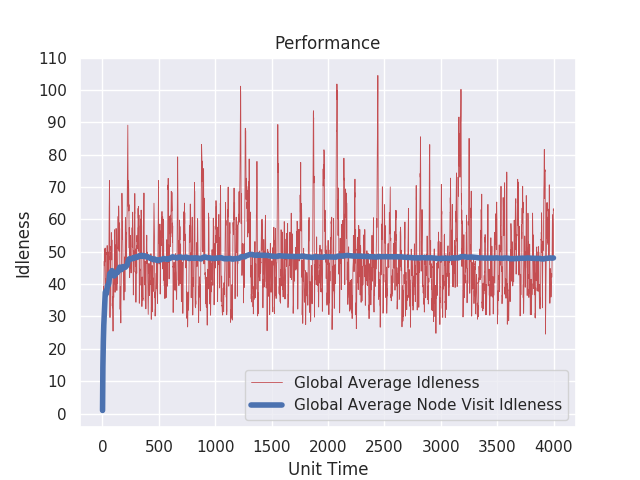 Performance
110
100
90
80
70
60
50
40
30
20
10
0
Idleness
Global Average Idleness
Global Average Node Visit Idleness
0 500 1000 1500 2000 2500 3000 3500 4000
Unit Time